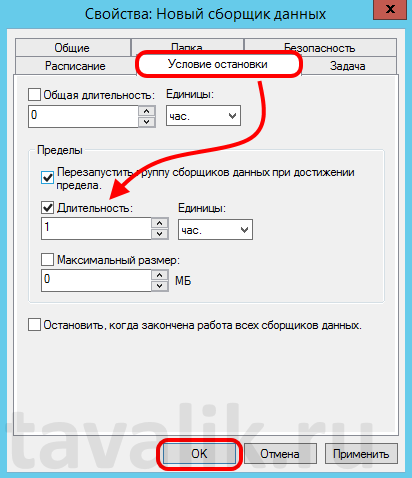 Свойства: Новый сборщик данных
x
Общие Папка Безопасность
Расписание Условие остановки Задача
Общая длительность: Единицы:
0 час.
Пределы
Перезапустить группу сборщиков данных при достижении
предела.
Длительность: Единицы:
1 час.
Максимальный размер:
0 МБ
Остановить, когда закончена работа всех сборщиков данных.
tavalik.ru
OK Отмена Применить